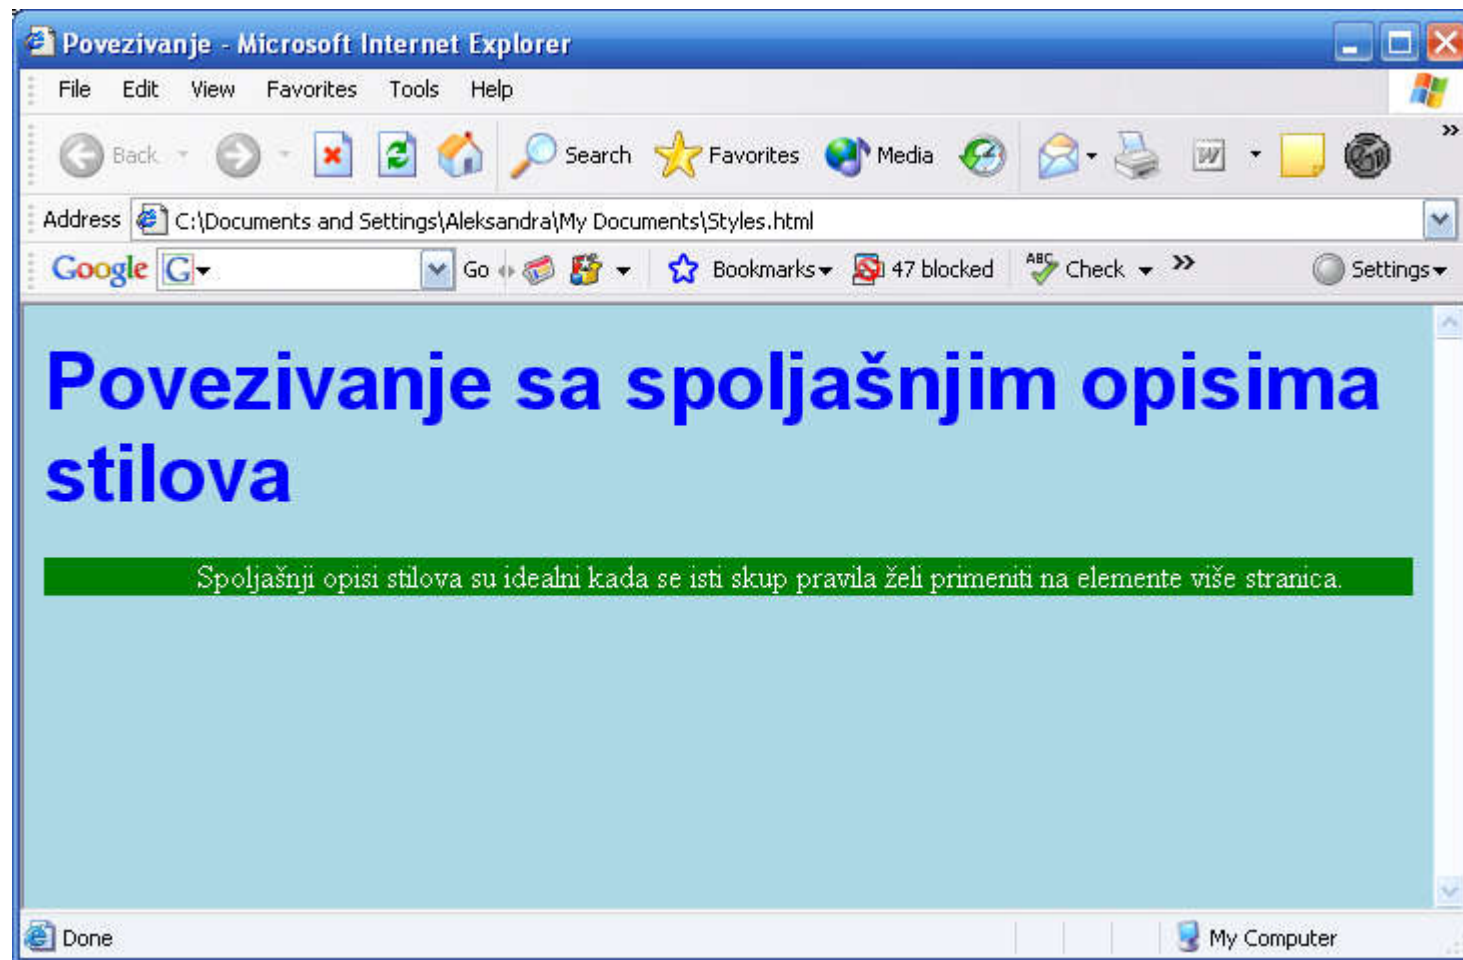 Povezivanje - Microsoft Internet Explorer
File Edit View Favorites Tools Help
Back Search Favorites Media
Address C:\Documents and Settings\Aleksandra\My Documents\Styles.html
Google G Go Bookmarks 47 blocked ABC Check Settings
Povezivanje sa spoljašnjim opisima
stilova
Spoljašnji opisi stilova su idealni kada se isti skup pravila želi primeniti na elemente više stranica.
Done My Computer